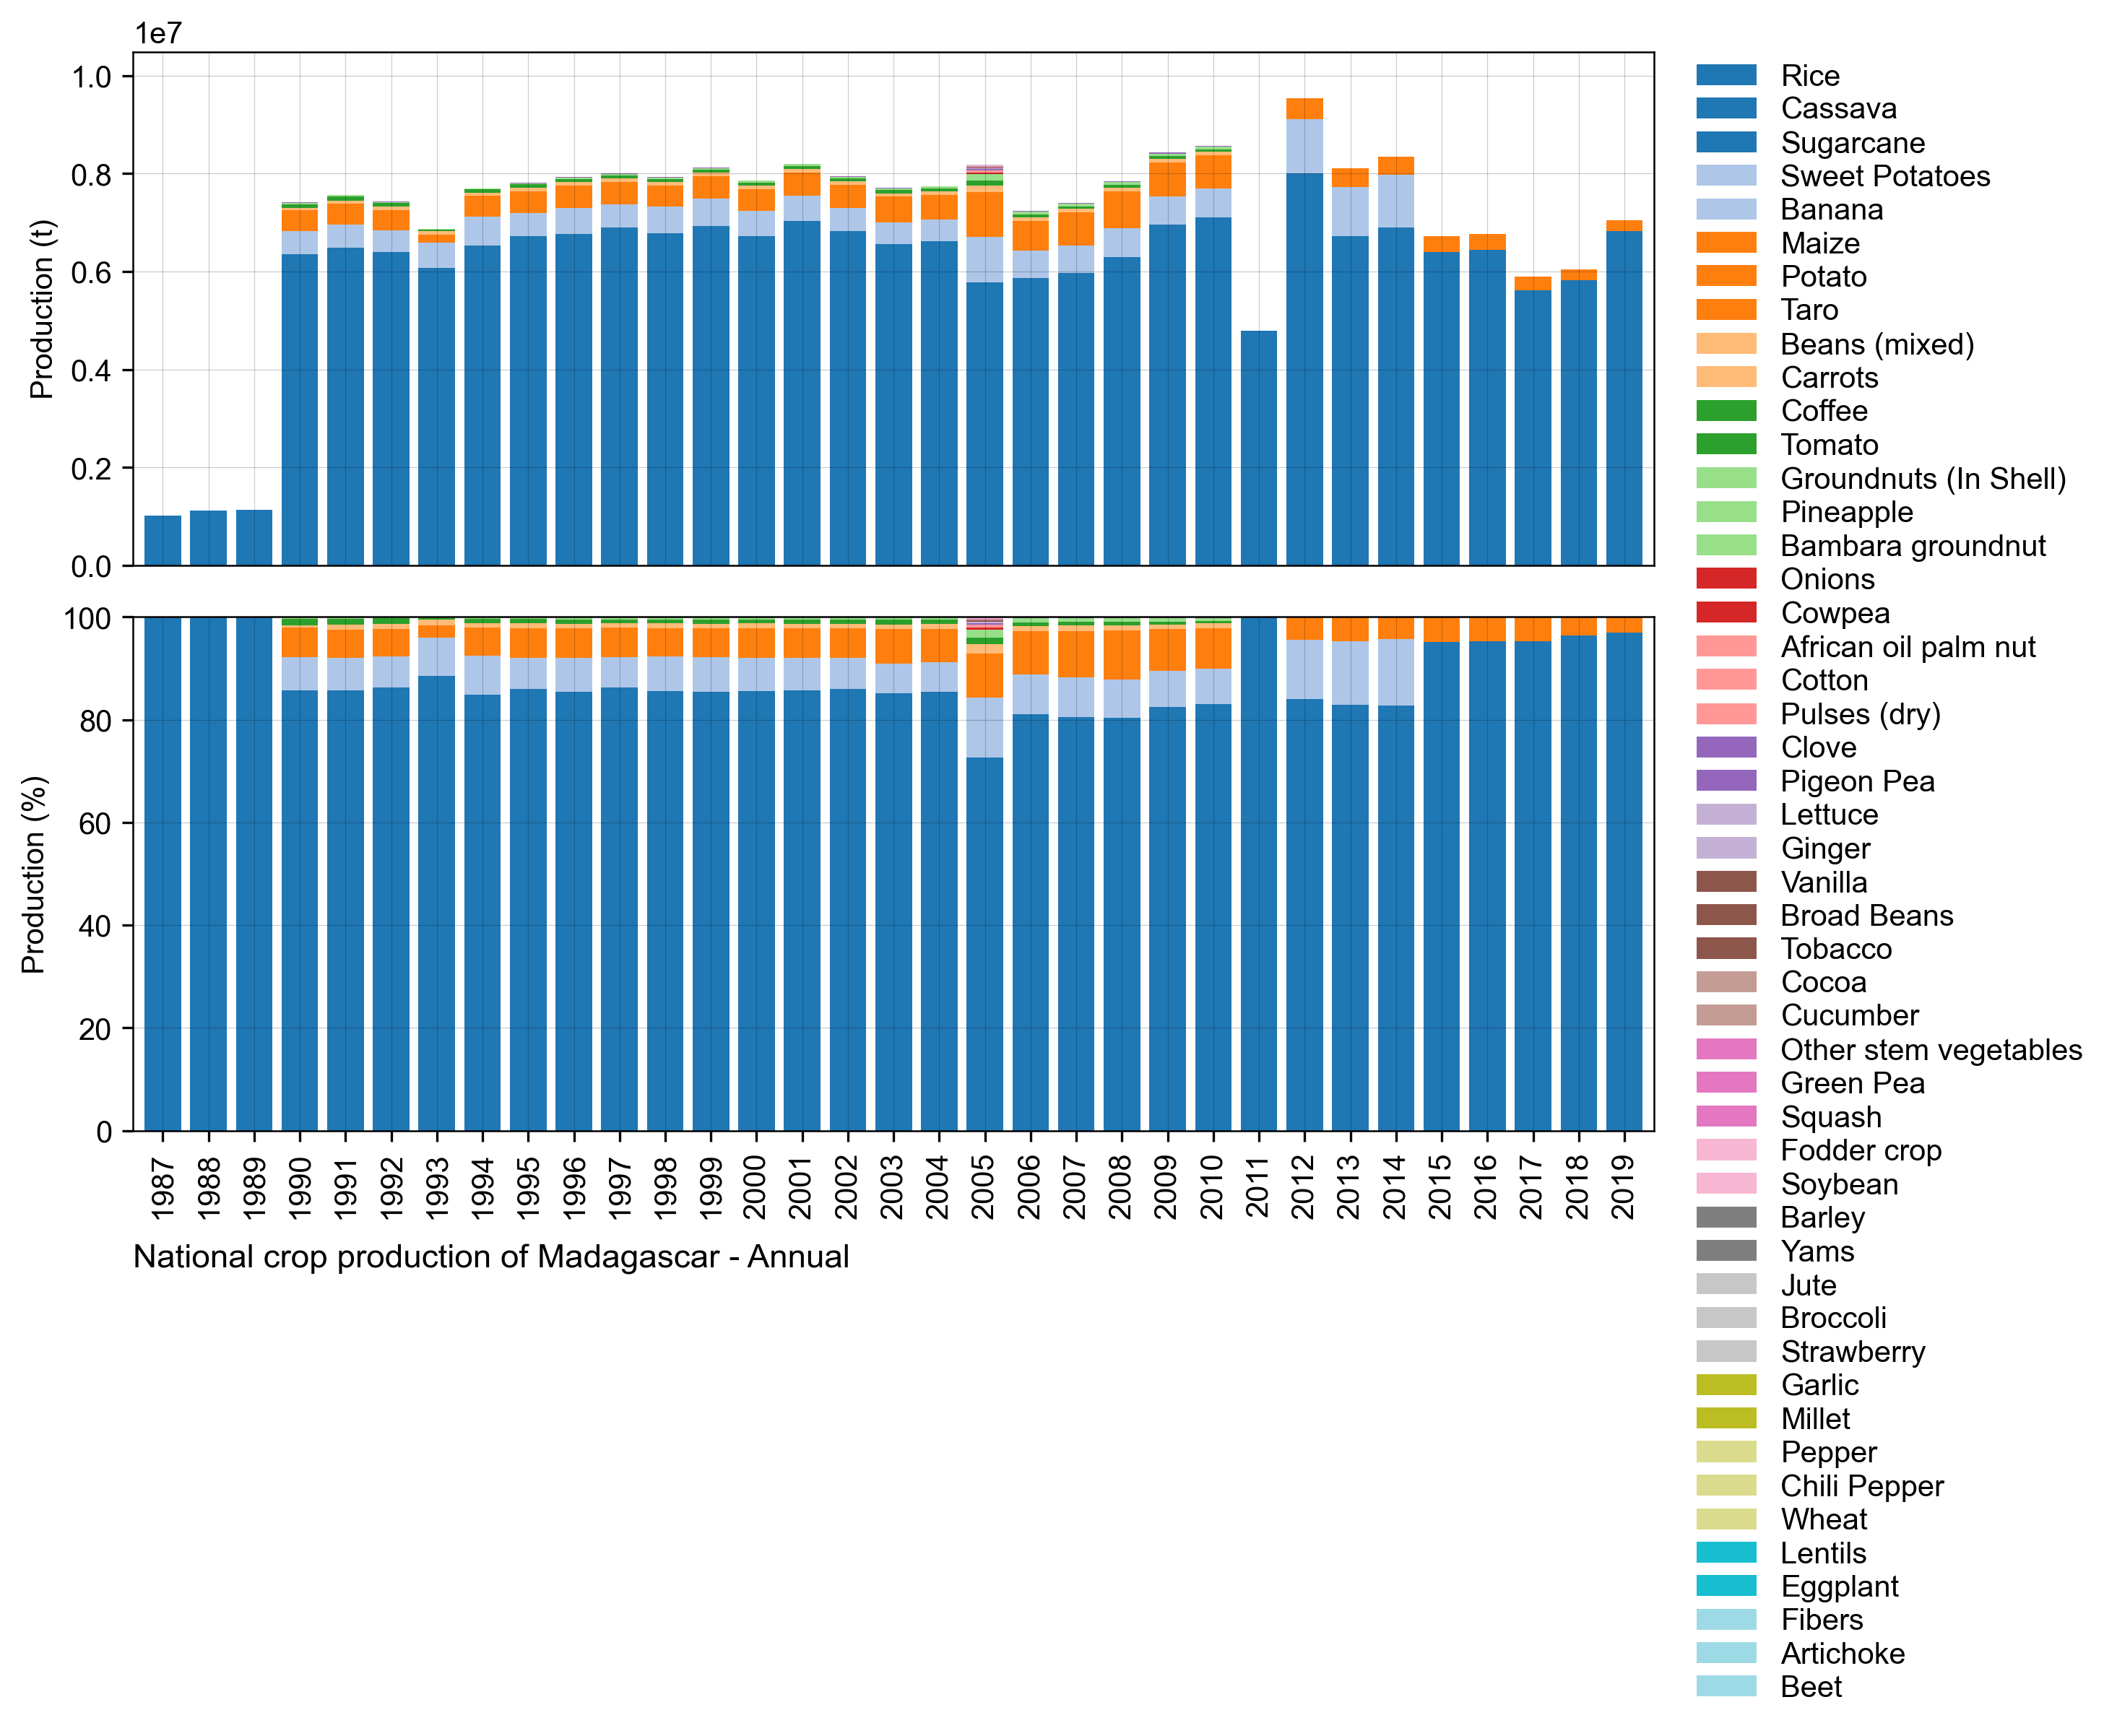 1e7
1.0
0.8
0.6
0.4
0.2
0.0
Production (t)
100
80
60
40
20
0
Production (%)
1987
1988
1989
1990
1991
1992
1993
1994
1995
1996
1997
1998
1999
2000
2001
2002
2003
2004
2005
2006
2007
2008
2009
2010
2011
2012
2013
2014
2015
2016
2017
2018
2019
National crop production of Madagascar - Annual
Rice
Cassava
Sugarcane
Sweet Potatoes
Banana
Maize
Potato
Taro
Beans (mixed)
Carrots
Coffee
Tomato
Groundnuts (In Shell)
Pineapple
Bambara groundnut
Onions
Cowpea
African oil palm nut
Cotton
Pulses (dry)
Clove
Pigeon Pea
Lettuce
Ginger
Vanilla
Broad Beans
Tobacco
Cocoa
Cucumber
Other stem vegetables
Green Pea
Squash
Fodder crop
Soybean
Barley
Yams
Jute
Broccoli
Strawberry
Garlic
Millet
Pepper
Chili Pepper
Wheat
Lentils
Eggplant
Fibers
Artichoke
Beet